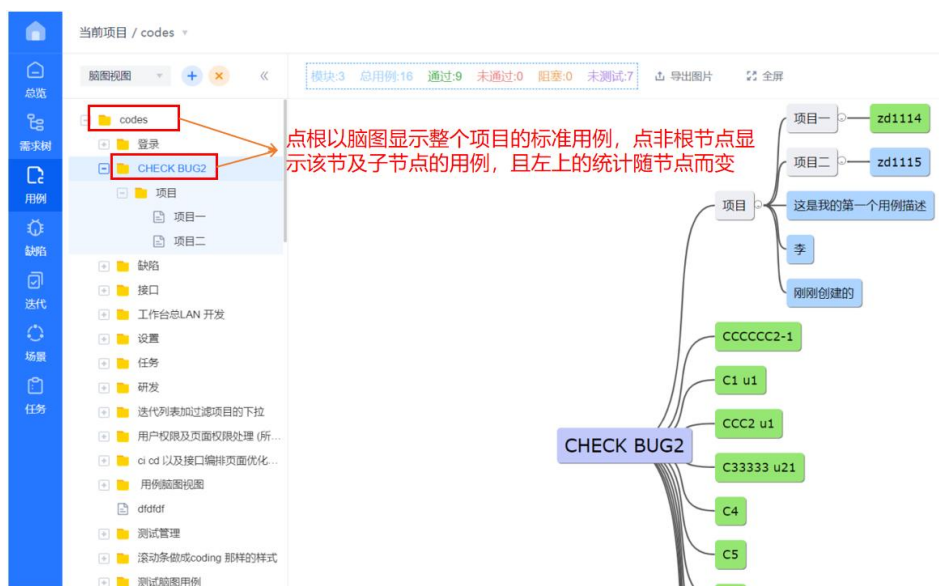 当前项目 / codes
总览
需求树
用例
缺陷
迭代
场景
任务
脑图视图
模块:3 总用例:16 通过:9 未通过:0 阻塞:0 未测试:7 导出图片 全屏
codes
登录
CHECK BUG2
项目
项目一
项目二
缺陷
接口
工作台总LAN 开发
设置
任务
研发
迭代列表加过滤项目的下拉
用户权限及页面权限处理 (所...
ci cd 以及接口编排页面优化...
用例脑图视图
dfdfdf
测试管理
滚动条做成coding 那样的样式
测试脑图用例
点根以脑图显示整个项目的标准用例，点非根节点显
示该节及子节点的用例，且左上的统计随节点而变
项目一
zd1114
项目二
zd1115
项目
这是我的第一个用例描述
李
刚刚创建的
CHECK BUG2
CCCCCC2-1
C1 u1
CCC2 u1
C33333 u21
C4
C5